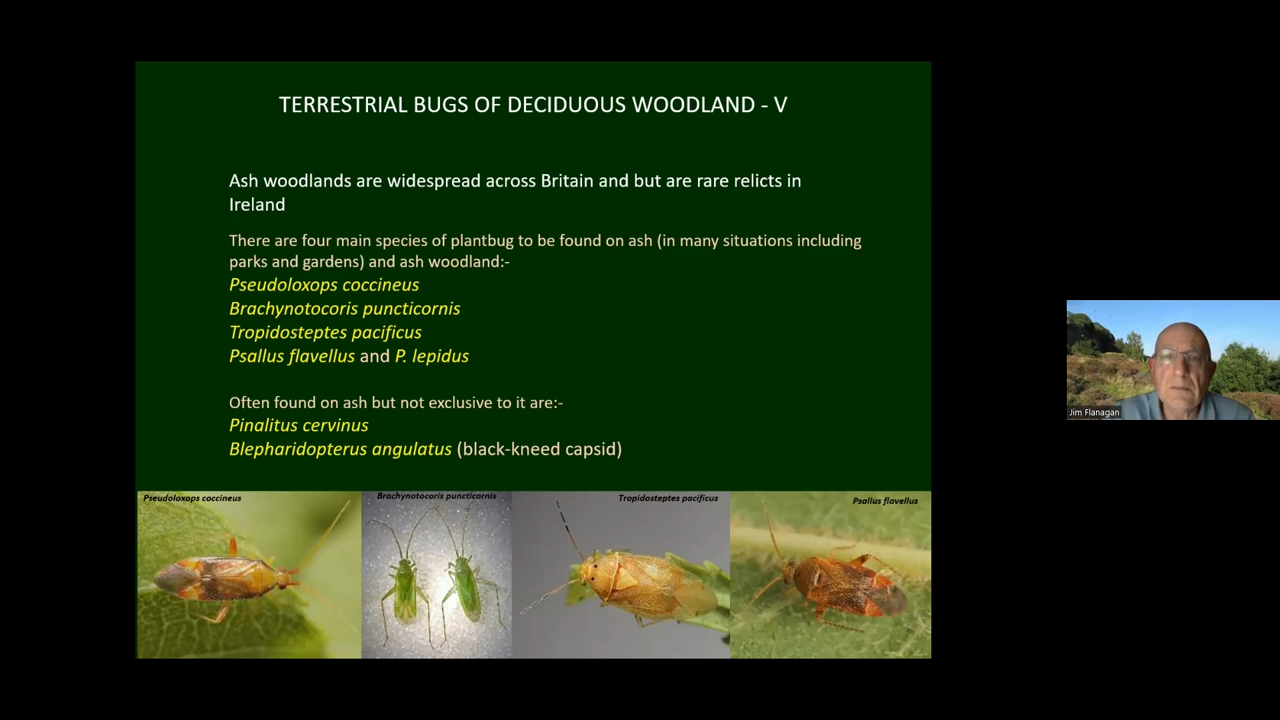 TERRESTRIAL BUGS OF DECIDUOUS WOODLAND - V
Ash woodlands are widespread across Britain and but are rare relicts in
Ireland
There are four main species of plantbug to be found on ash (in many situations including
parks and gardens) and ash woodland:-
Pseudoloxops coccineus
Brachynotocoris puncticornis
Tropidosteptes pacificus
Psallus flavellus and P. lepidus
Often found on ash but not exclusive to it are:-
Pinalitus cervinus
Blepharidopterus angulatus (black-kneed capsid)
Pseudoloxops coccineus
Brachynotocoris puncticornis
Tropidosteptes pacificus
Psallus flavellus
Jim Flanagan